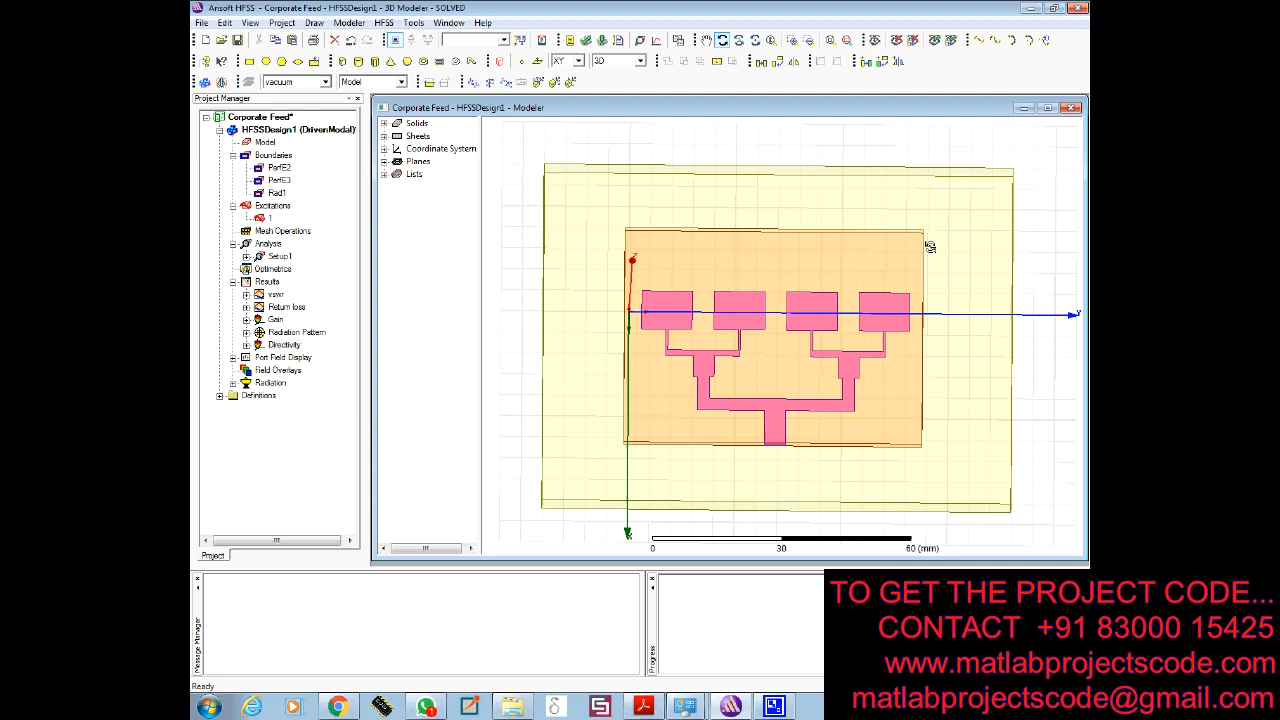 Ansoft HFSS - Corporate Feed - HFSSDesign1 - 3D Modeler - SOLVED
File Edit View Project Draw Modeler HFSS Tools Window Help
XY 3D
vacuum Model
Project Manager
Corporate Feed*
HFSSDesign1 (DrivenModal)
Model
Boundaries
PerfE2
PerfE3
Rad1
Excitations
1
Mesh Operations
Analysis
Setup1
Optimetrics
Results
vswr
Return loss
Gain
Radiation Pattern
Directivity
Port Field Display
Field Overlays
Radiation
Definitions
Project
Corporate Feed - HFSSDesign1 - Modeler
Solids
Sheets
Coordinate System
Planes
Lists
Z
Y
X
0 30 60 (mm)
Message Manager
Progress
Ready
TO GET THE PROJECT CODE...
CONTACT +91 83000 15425
www.matlabprojectscode.com
matlabprojectscode@gmail.com